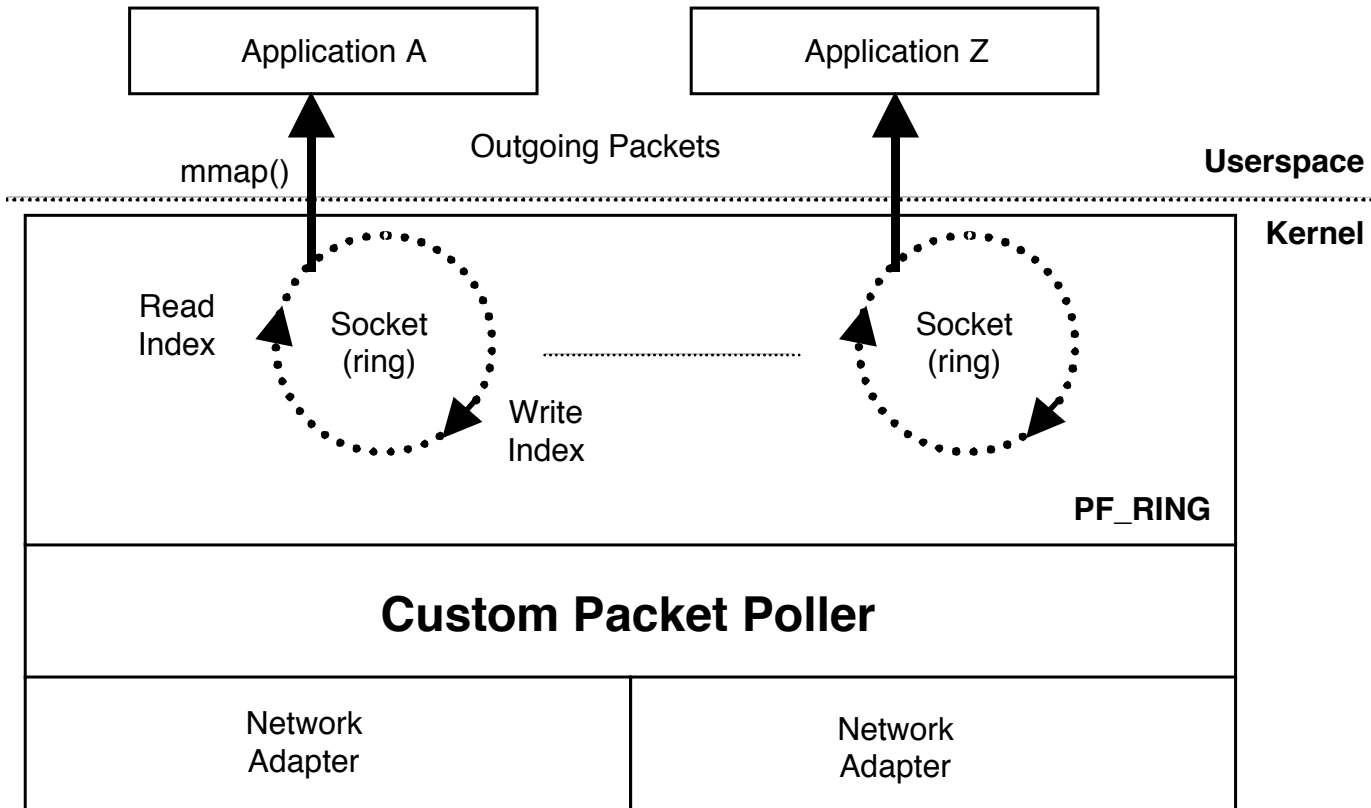 Application A
Application Z
Outgoing Packets
mmap()
Userspace
Kernel
Read
Index
Socket
(ring)
Write
Index
Socket
(ring)
PF_RING
Custom Packet Poller
Network
Adapter
Network
Adapter